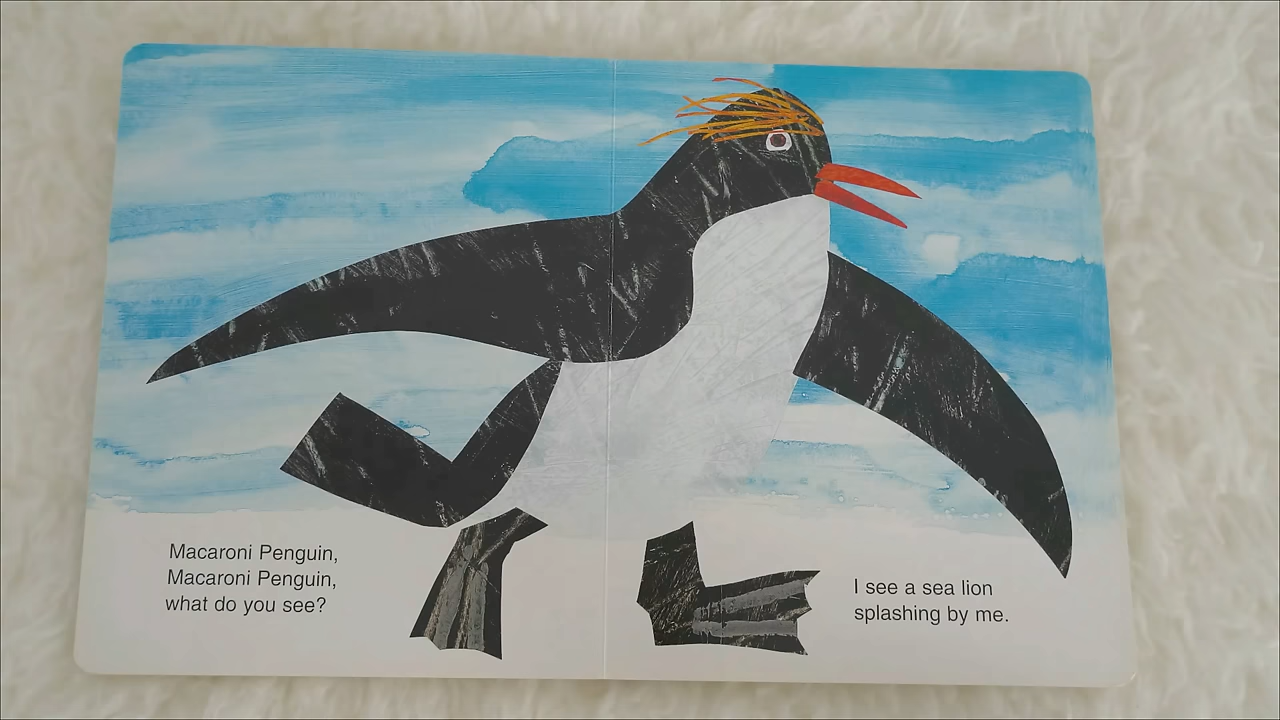 Macaroni Penguin,
Macaroni Penguin,
what do you see?
I see a sea lion
splashing by me.